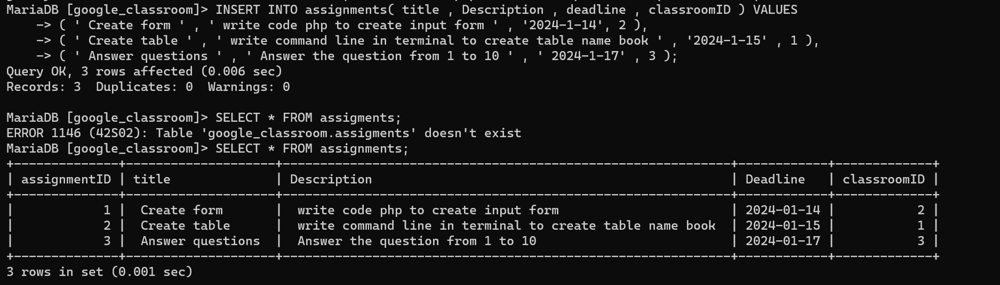 MariaDB [google_classroom]> INSERT INTO assignments( title , Description , deadline , classroomID ) VALUES
    -> ( ' Create form ' , ' write code php to create input form ' , '2024-1-14', 2 ),
    -> ( ' Create table ' , ' write command line in terminal to create table name book ' , '2024-1-15' , 1 ),
    -> ( ' Answer questions ' , ' Answer the question from 1 to 10 ' , ' 2024-1-17' , 3 );
Query OK, 3 rows affected (0.006 sec)
Records: 3  Duplicates: 0  Warnings: 0

MariaDB [google_classroom]> SELECT * FROM assigments;
ERROR 1146 (42S02): Table 'google_classroom.assigments' doesn't exist
MariaDB [google_classroom]> SELECT * FROM assignments;
+--------------+--------------------+------------------------------------------------------------+------------+-------------+
| assignmentID | title              | Description                                                | Deadline   | classroomID |
+--------------+--------------------+------------------------------------------------------------+------------+-------------+
|            1 |  Create form       |  write code php to create input form                       | 2024-01-14 |           2 |
|            2 |  Create table      |  write command line in terminal to create table name book  | 2024-01-15 |           1 |
|            3 |  Answer questions  |  Answer the question from 1 to 10                          | 2024-01-17 |           3 |
+--------------+--------------------+------------------------------------------------------------+------------+-------------+
3 rows in set (0.001 sec)